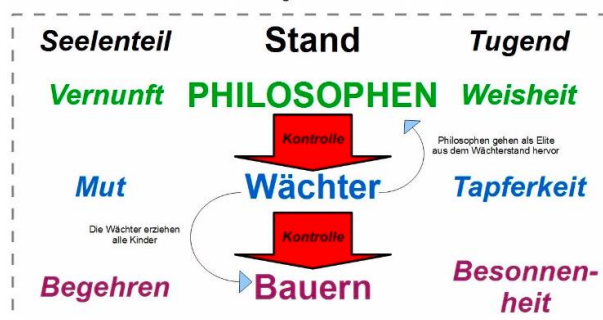 Seelenteil Stand Tugend
Vernunft PHILOSOPHEN Weisheit
Kontrolle
Philosophen gehen als Elite
aus dem Wächterstand hervor
Mut Wächter Tapferkeit
Die Wächter erziehen
alle Kinder
Kontrolle
Begehren Bauern Besonnen-
heit